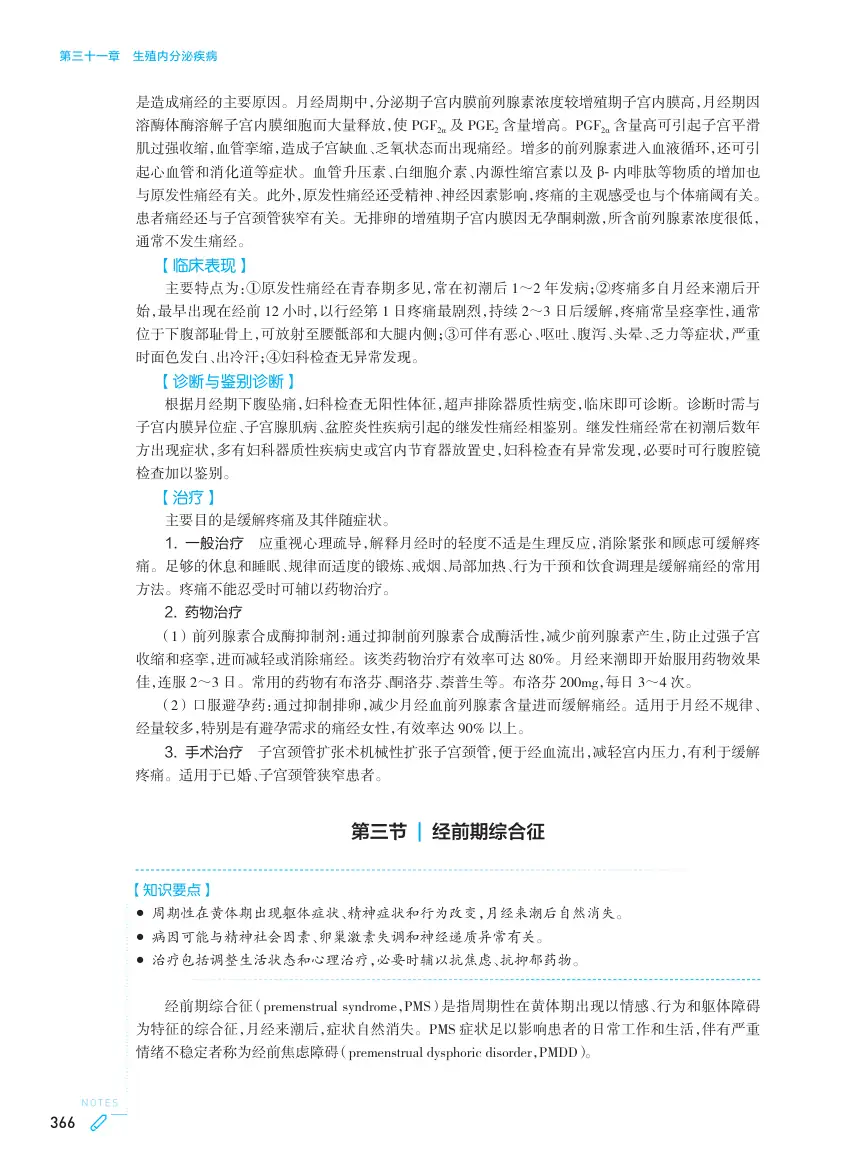 第三十一章　生殖内分泌疾病
是造成痛经的主要原因。月经周期中,分泌期子宫内膜前列腺素浓度较增殖期子宫内膜高,月经期因
溶酶体酶溶解子宫内膜细胞而大量释放,使 PGF2α 及 PGE2 含量增高。PGF2α 含量高可引起子宫平滑
肌过强收缩,血管挛缩,造成子宫缺血、乏氧状态而出现痛经。增多的前列腺素进入血液循环,还可引
起心血管和消化道等症状。血管升压素、白细胞介素、内源性缩宫素以及 β- 内啡肽等物质的增加也
与原发性痛经有关。此外,原发性痛经还受精神、神经因素影响,疼痛的主观感受也与个体痛阈有关。
患者痛经还与子宫颈管狭窄有关。无排卵的增殖期子宫内膜因无孕酮刺激,所含前列腺素浓度很低,
通常不发生痛经。
【临床表现】
主要特点为:①原发性痛经在青春期多见,常在初潮后 1～2 年发病;②疼痛多自月经来潮后开
始,最早出现在经前 12 小时,以行经第 1 日疼痛最剧烈,持续 2～3 日后缓解,疼痛常呈痉挛性,通常
位于下腹部耻骨上,可放射至腰骶部和大腿内侧;③可伴有恶心、呕吐、腹泻、头晕、乏力等症状,严重
时面色发白、出冷汗;④妇科检查无异常发现。
【诊断与鉴别诊断】
根据月经期下腹坠痛,妇科检查无阳性体征,超声排除器质性病变,临床即可诊断。诊断时需与
子宫内膜异位症、子宫腺肌病、盆腔炎性疾病引起的继发性痛经相鉴别。继发性痛经常在初潮后数年
方出现症状,多有妇科器质性疾病史或宫内节育器放置史,妇科检查有异常发现,必要时可行腹腔镜
检查加以鉴别。
【治疗】
主要目的是缓解疼痛及其伴随症状。
1. 一般治疗　应重视心理疏导,解释月经时的轻度不适是生理反应,消除紧张和顾虑可缓解疼
痛。足够的休息和睡眠、规律而适度的锻炼、戒烟、局部加热、行为干预和饮食调理是缓解痛经的常用
方法。疼痛不能忍受时可辅以药物治疗。
2. 药物治疗
（1）前列腺素合成酶抑制剂:通过抑制前列腺素合成酶活性,减少前列腺素产生,防止过强子宫
收缩和痉挛,进而减轻或消除痛经。该类药物治疗有效率可达 80%。月经来潮即开始服用药物效果
佳,连服 2～3 日。常用的药物有布洛芬、酮洛芬、萘普生等。布洛芬 200mg,每日 3～4 次。
（2）口服避孕药:通过抑制排卵,减少月经血前列腺素含量进而缓解痛经。适用于月经不规律、
经量较多,特别是有避孕需求的痛经女性,有效率达 90% 以上。
3. 手术治疗　子宫颈管扩张术机械性扩张子宫颈管,便于经血流出,减轻宫内压力,有利于缓解
疼痛。适用于已婚、子宫颈管狭窄患者。
第三节 | 经前期综合征
【知识要点】
● 周期性在黄体期出现躯体症状、精神症状和行为改变,月经来潮后自然消失。
● 病因可能与精神社会因素、卵巢激素失调和神经递质异常有关。
● 治疗包括调整生活状态和心理治疗,必要时辅以抗焦虑、抗抑郁药物。
经前期综合征（premenstrual syndrome,PMS）是指周期性在黄体期出现以情感、行为和躯体障碍
为特征的综合征,月经来潮后,症状自然消失。PMS 症状足以影响患者的日常工作和生活,伴有严重
情绪不稳定者称为经前焦虑障碍（premenstrual dysphoric disorder,PMDD）。
NOTES
366